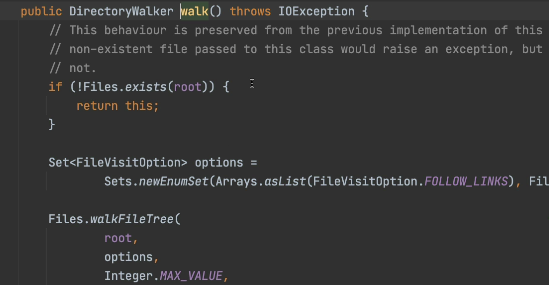 public DirectoryWalker walk() throws IOException {
// This behaviour is preserved from the previous implementation of this
// non-existent file passed to this class would raise an exception, but
// not.
if (!Files.exists(root)) {
return this;
}
Set<FileVisitOption> options =
Sets.newEnumSet(Arrays.asList(FileVisitOption.FOLLOW_LINKS), Fil
Files.walkFileTree(
root,
options,
Integer.MAX_VALUE,